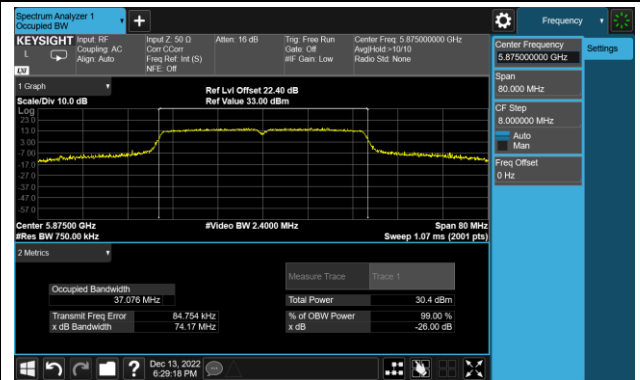 Spectrum Analyzer 1
Occupied BW
Frequency
KEYSIGHT
L
LXI
Input: RF
Coupling: AC
Align: Auto
Input Z: 50 Ω
Corr CCorr
Freq Ref: Int (S)
NFE: Off
Atten: 16 dB
Trig: Free Run
Gate: Off
#IF Gain: Low
Center Freq: 5.875000000 GHz
Avg|Hold:>10/10
Radio Std: None
Center Frequency
5.875000000 GHz
Settings
Span
80.000 MHz
CF Step
8.000000 MHz
Auto
Man
Freq Offset
0 Hz
1 Graph
Scale/Div 10.0 dB
Ref Lvl Offset 22.40 dB
Ref Value 33.00 dBm
Log
23.0
13.0
3.00
-7.00
-17.0
-27.0
-37.0
-47.0
-57.0
Center 5.87500 GHz
#Res BW 750.00 kHz
#Video BW 2.4000 MHz
Span 80 MHz
Sweep 1.07 ms (2001 pts)
2 Metrics
Measure Trace
Trace 1
Occupied Bandwidth
37.076 MHz
Total Power
30.4 dBm
Transmit Freq Error
84.754 kHz
% of OBW Power
99.00 %
x dB Bandwidth
74.17 MHz
x dB
-26.00 dB
?
Dec 13, 2022
6:29:18 PM